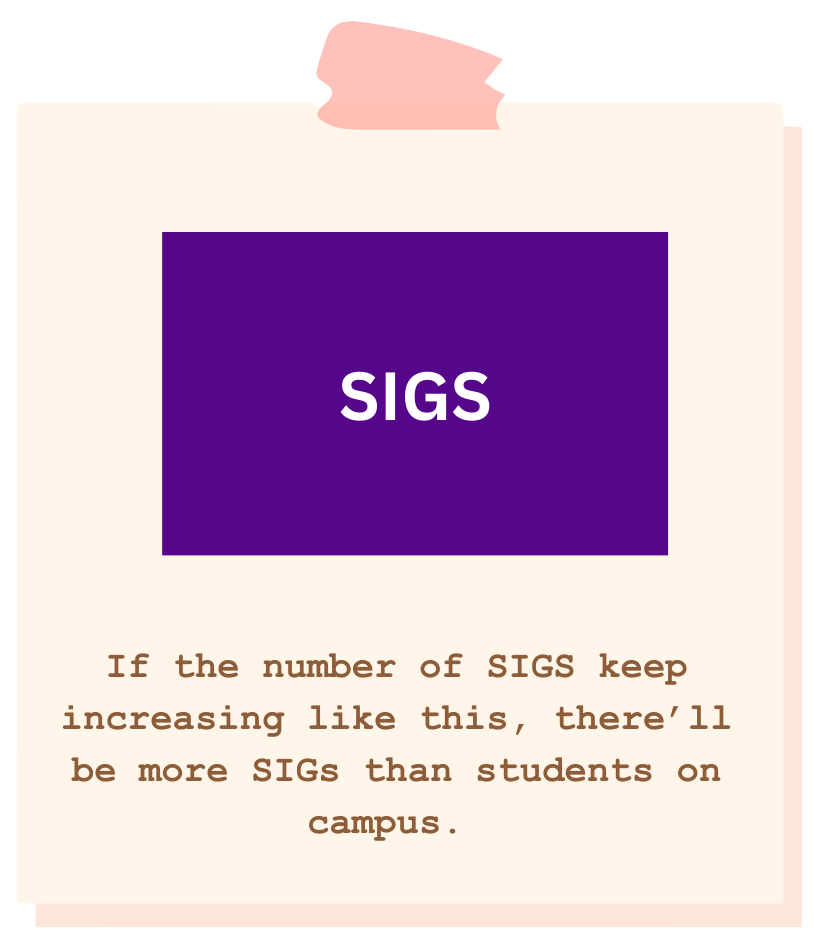 SIGS
If the number of SIGS keep
increasing like this, there’ll
be more SIGs than students on
campus.